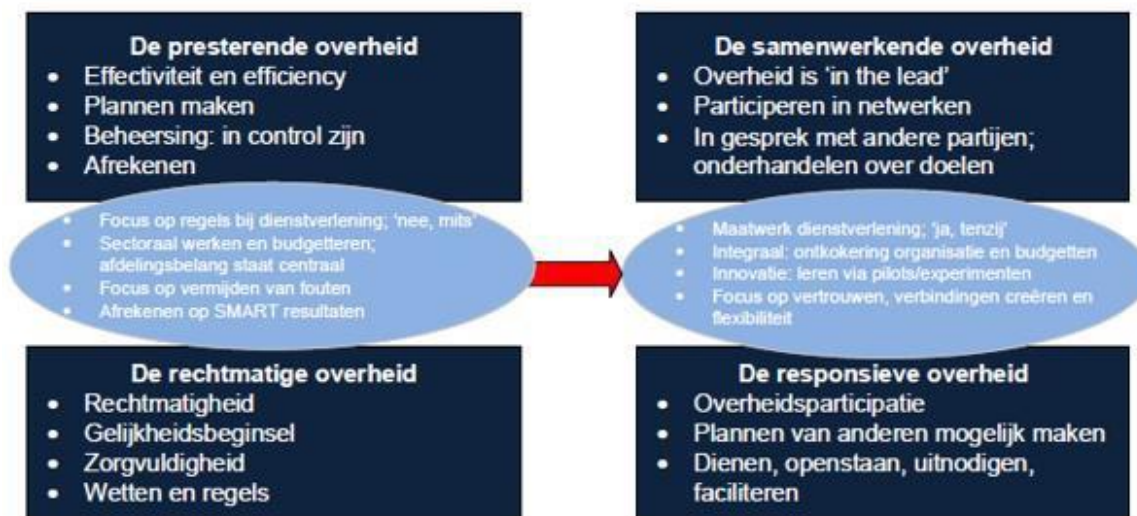 De presterende overheid
• Effectiviteit en efficiency
• Plannen maken
• Beheersing: in control zijn
• Afrekenen
De samenwerkende overheid
• Overheid is ‘in the lead’
• Participeren in netwerken
• In gesprek met andere partijen;
onderhandelen over doelen
• Focus op regels bij dienstverlening; ‘nee, mits’
• Sectoraal werken en budgetteren;
afdelingsbelang staat centraal
• Focus op vermijden van fouten
• Afrekenen op SMART resultaten
• Maatwerk dienstverlening; ‘ja, tenzij’
• Integraal: ontkokering organisatie en budgetten
• Innovatie: leren via pilots/experimenten
• Focus op vertrouwen, verbindingen creëren en
flexibiliteit
De rechtmatige overheid
• Rechtmatigheid
• Gelijkheidsbeginsel
• Zorgvuldigheid
• Wetten en regels
De responsieve overheid
• Overheidsparticipatie
• Plannen van anderen mogelijk maken
• Dienen, openstaan, uitnodigen,
faciliteren